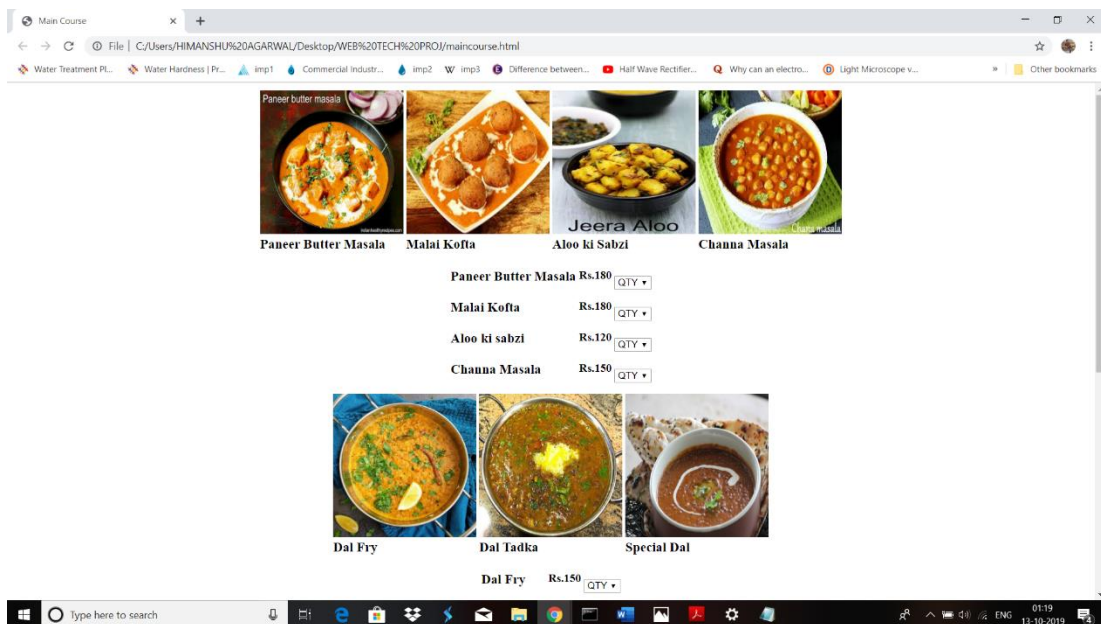 Main Course
File | C:/Users/HIMANSHU%20AGARWAL/Desktop/WEB%20TECH%20PROJ/maincourse.html
Water Treatment Pl... Water Hardness | Pr... imp1 Commercial Industr... imp2 W imp3 Difference between... Half Wave Rectifier... Why can an electro... Light Microscope v... » Other bookmarks
Paneer butter masala
Jeera Aloo
Paneer Butter Masala Malai Kofta Aloo ki Sabzi Channa Masala
Paneer Butter Masala Rs.180 QTY
Malai Kofta Rs.180 QTY
Aloo ki sabzi Rs.120 QTY
Channa Masala Rs.150 QTY
Dal Fry Dal Tadka Special Dal
Dal Fry Rs.150 QTY
Type here to search
ENG 01:19
13-10-2019